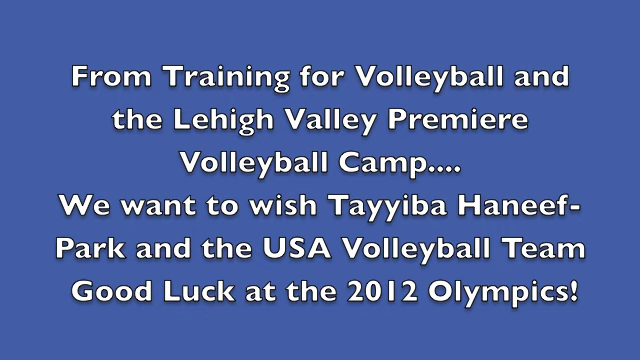 From Training for Volleyball and
the Lehigh Valley Premiere
Volleyball Camp....
We want to wish Tayyiba Haneef-
Park and the USA Volleyball Team
Good Luck at the 2012 Olympics!